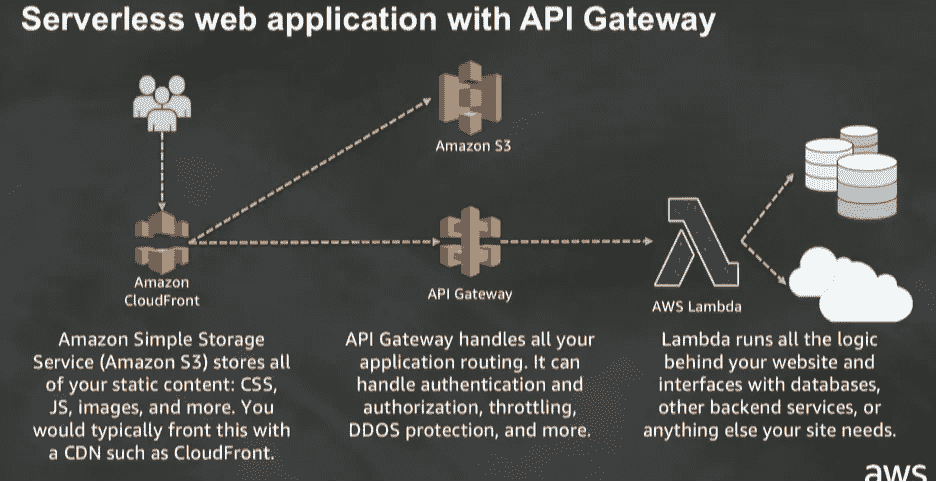 Serverless web application with API Gateway
Amazon S3
Amazon
CloudFront
API Gateway
AWS Lambda
Amazon Simple Storage
Service (Amazon S3) stores all
of your static content: CSS,
JS, images, and more. You
would typically front this with
a CDN such as CloudFront.
API Gateway handles all your
application routing. It can
handle authentication and
authorization, throttling,
DDOS protection, and more.
Lambda runs all the logic
behind your website and
interfaces with databases,
other backend services, or
anything else your site needs.
aws